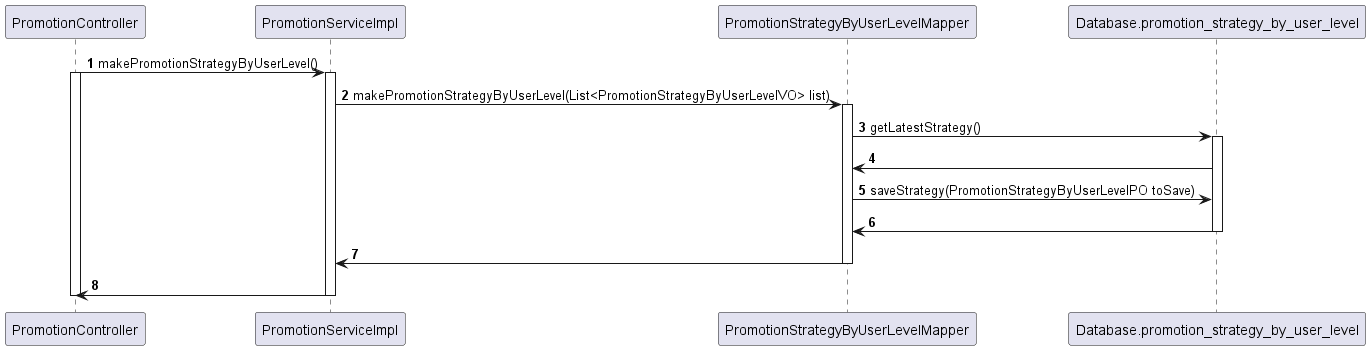 PromotionController
PromotionServiceImpl
PromotionStrategyByUserLevelMapper
Database.promotion_strategy_by_user_level
1 makePromotionStrategyByUserLevel()
2 makePromotionStrategyByUserLevel(List<PromotionStrategyByUserLevelVO> list)
3 getLatestStrategy()
4
5 saveStrategy(PromotionStrategyByUserLevelPO toSave)
6
7
8
PromotionController
PromotionServiceImpl
PromotionStrategyByUserLevelMapper
Database.promotion_strategy_by_user_level